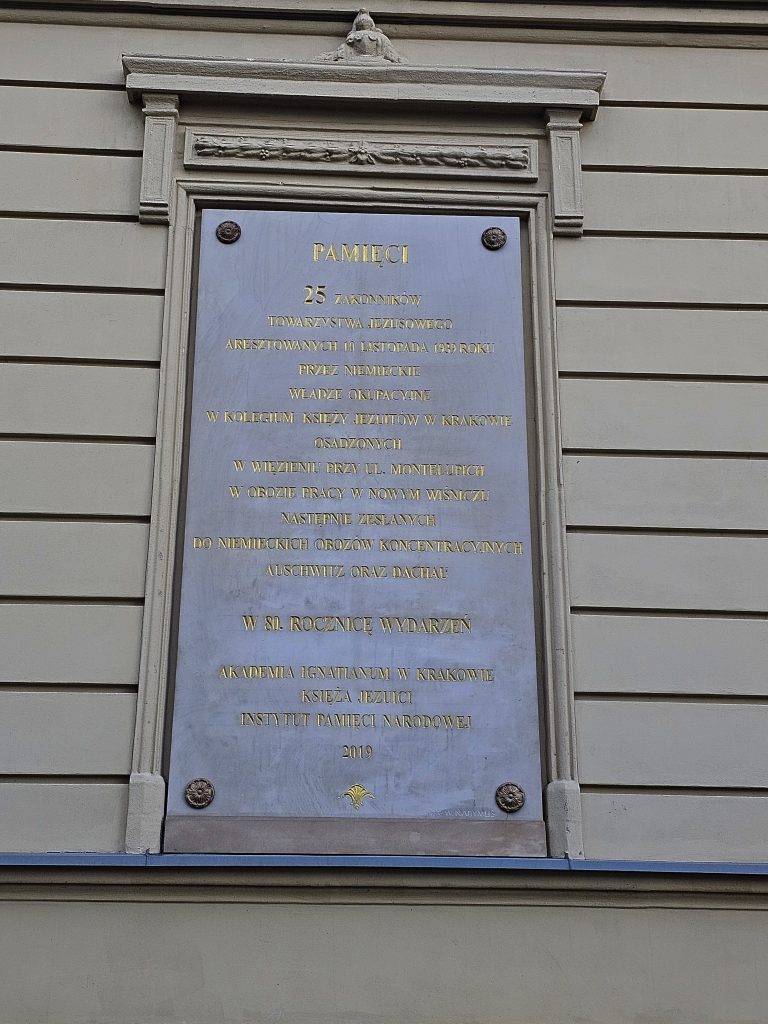 PAMIĘCI
25 ZAKONNIKÓW
TOWARZYSTWA JEZUSOWEGO
ARESZTOWANYCH 10 LISTOPADA 1939 ROKU
PRZEZ NIEMIECKIE
WŁADZE OKUPACYJNE
W KOLEGIUM KSIĘŻY JEZUITÓW W KRAKOWIE
OSADZONYCH
W WIĘZIENIU PRZY UL. MONTELUPICH
W OBOZIE PRACY W NOWYM WIŚNICZU
NASTĘPNIE ZESŁANYCH
DO NIEMIECKICH OBOZÓW KONCENTRACYJNYCH
AUSCHWITZ ORAZ DACHAU
W 80. ROCZNICĘ WYDARZEŃ
AKADEMIA IGNATIANUM W KRAKOWIE
KSIĘŻA JEZUICI
INSTYTUT PAMIĘCI NARODOWEJ
2019